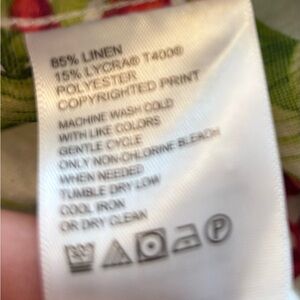 85% LINEN
15% LYCRA® T400®
POLYESTER
COPYRIGHTED PRINT
MACHINE WASH COLD
WITH LIKE COLORS
GENTLE CYCLE
ONLY NON-CHLORINE BLEACH
WHEN NEEDED
TUMBLE DRY LOW
COOL IRON
OR DRY CLEAN
30° P